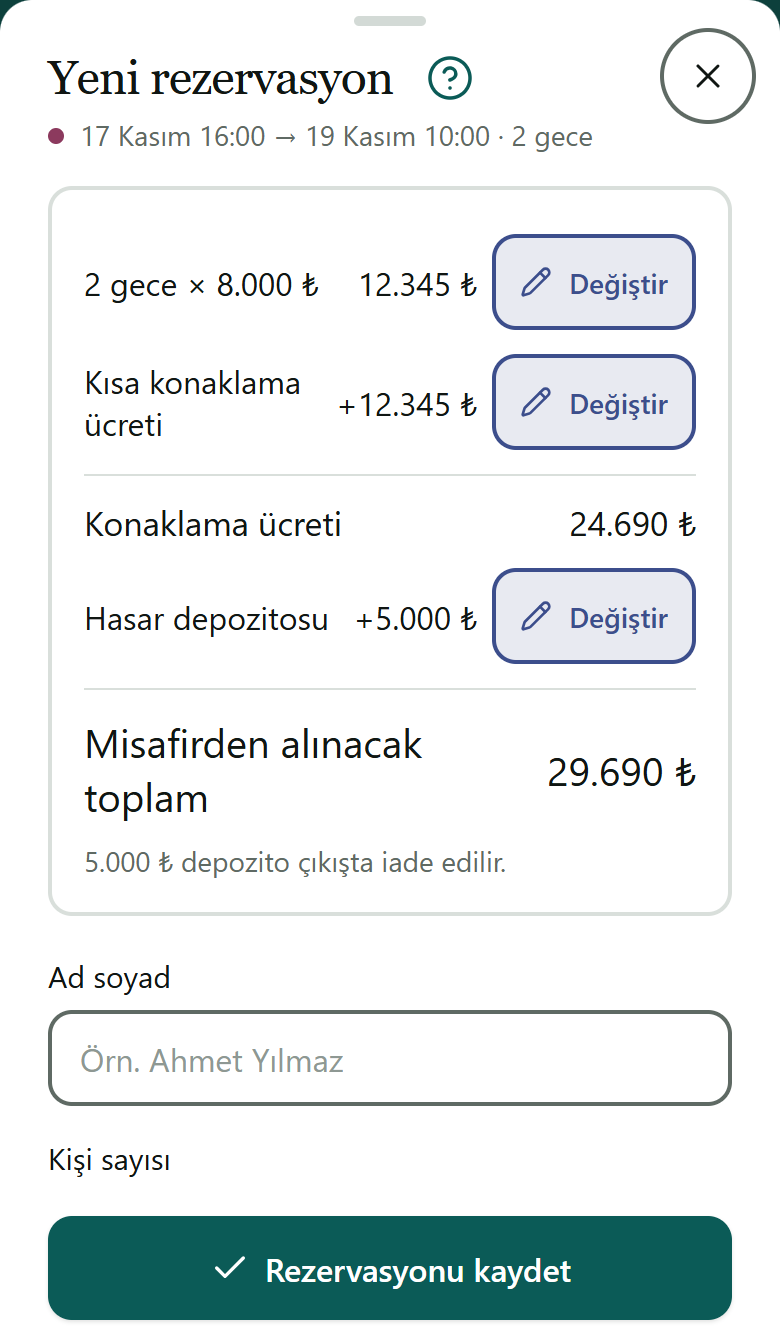 Yeni rezervasyon ?
17 Kasım 16:00 → 19 Kasım 10:00 · 2 gece
2 gece × 8.000 ₺ 12.345 ₺ Değiştir
Kısa konaklama
ücreti +12.345 ₺ Değiştir
Konaklama ücreti 24.690 ₺
Hasar depozitosu +5.000 ₺ Değiştir
Misafirden alınacak
toplam 29.690 ₺
5.000 ₺ depozito çıkışta iade edilir.
Ad soyad
Örn. Ahmet Yılmaz
Kişi sayısı
Rezervasyonu kaydet